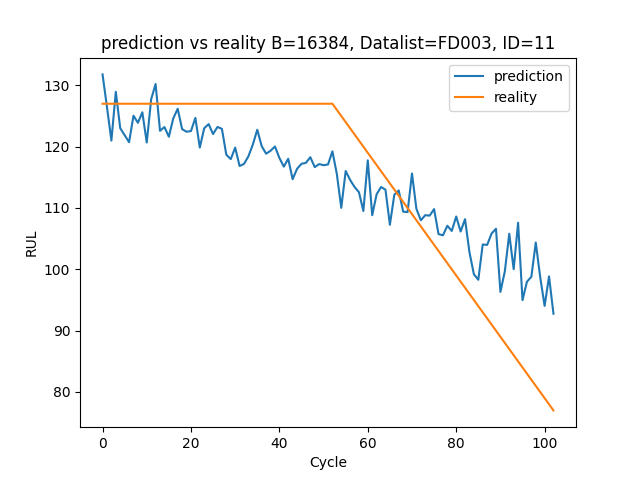 prediction vs reality B=16384, Datalist=FD003, ID=11
prediction
reality
130
120
110
100
90
80
RUL
0 20 40 60 80 100
Cycle